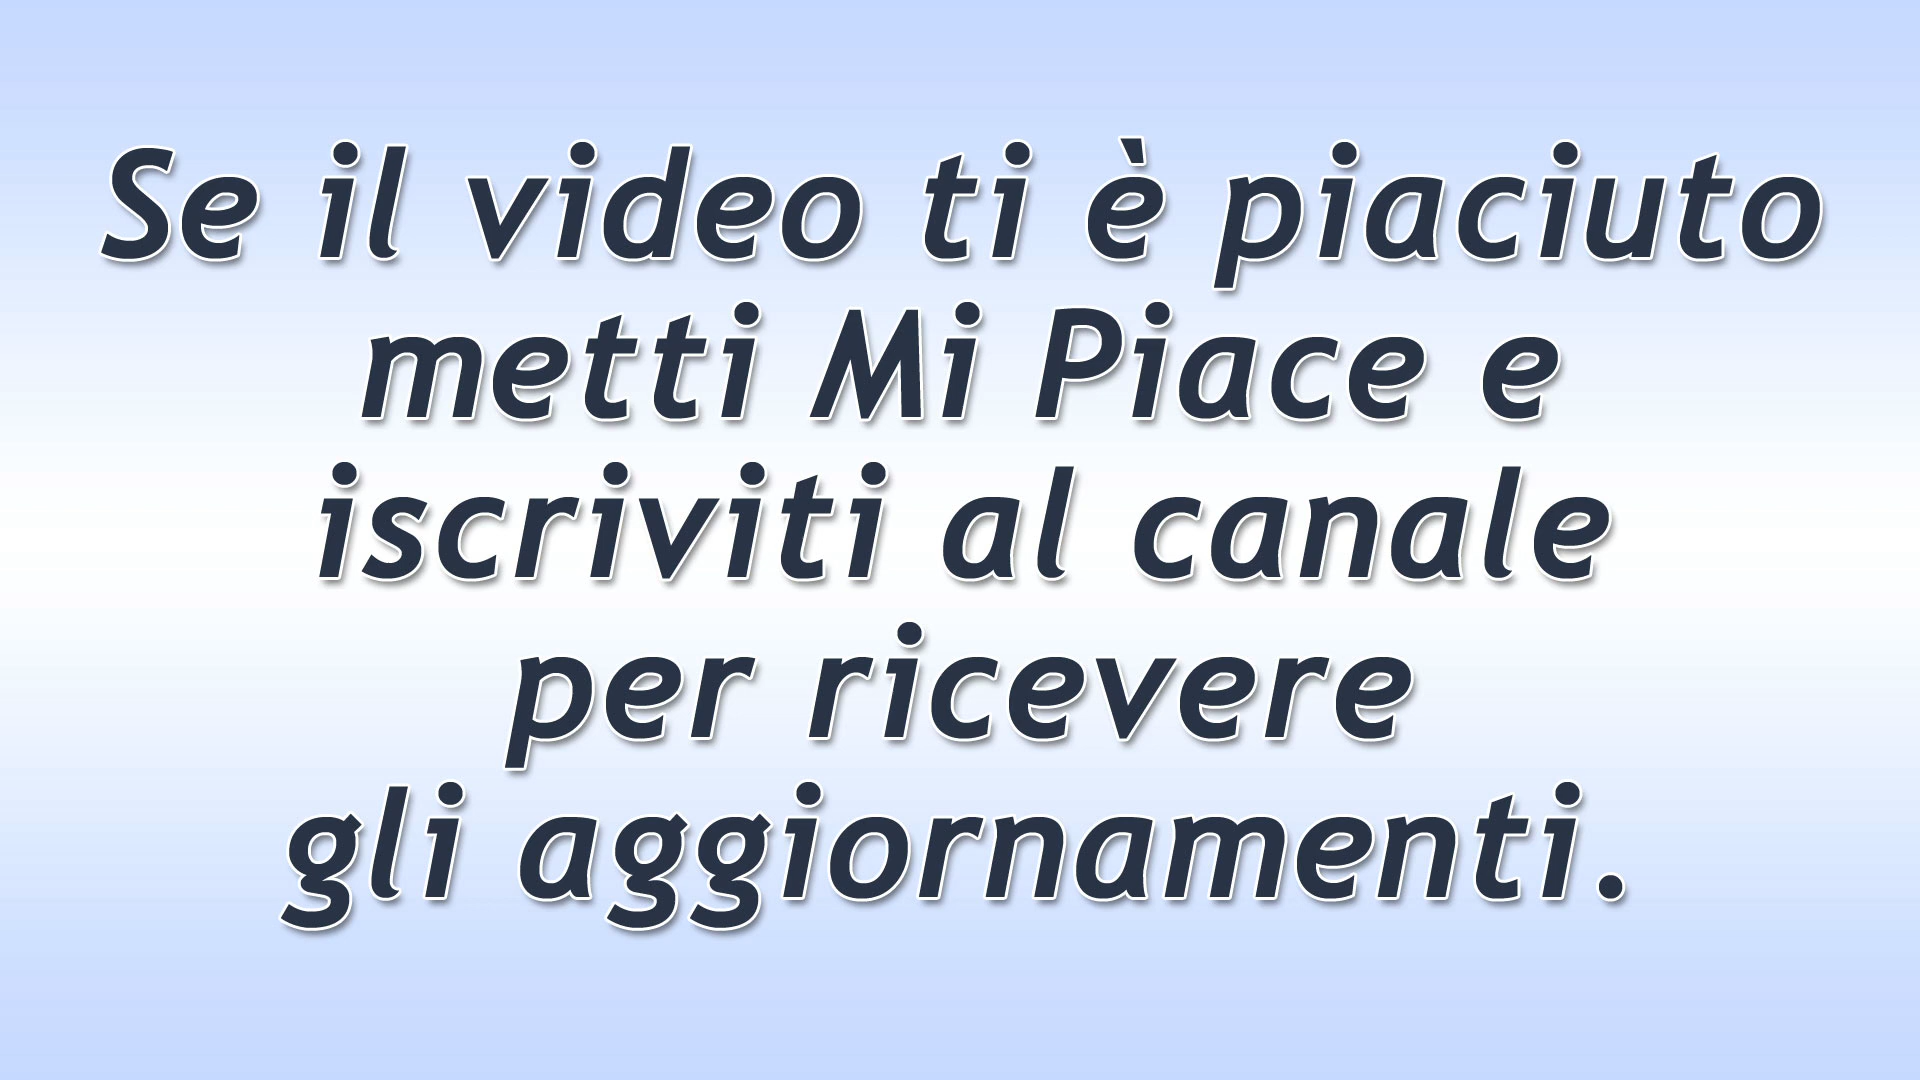 Se il video ti è piaciuto
metti Mi Piace e
iscriviti al canale
per ricevere
gli aggiornamenti.